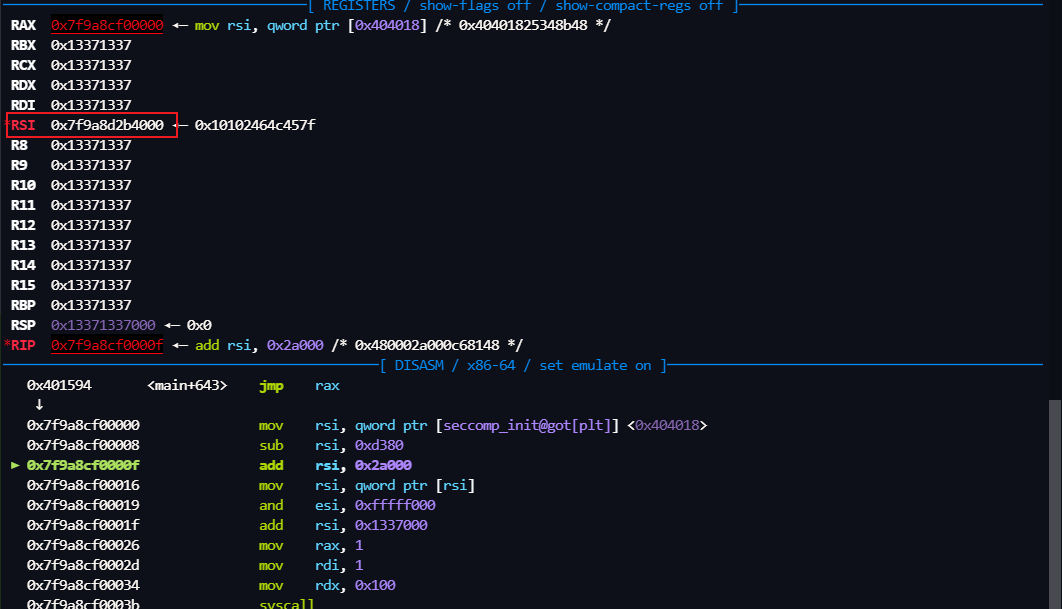 [ REGISTERS / show-flags off / show-compact-regs off ]
RAX 0x7f9a8cf00000 ← mov rsi, qword ptr [0x404018] /* 0x40401825348b48 */
RBX 0x13371337
RCX 0x13371337
RDX 0x13371337
RDI 0x13371337
*RSI 0x7f9a8d2b4000 ← 0x10102464c457f
R8 0x13371337
R9 0x13371337
R10 0x13371337
R11 0x13371337
R12 0x13371337
R13 0x13371337
R14 0x13371337
R15 0x13371337
RBP 0x13371337
RSP 0x13371337000 ← 0x0
*RIP 0x7f9a8cf0000f ← add rsi, 0x2a000 /* 0x480002a000c68148 */
[ DISASM / x86-64 / set emulate on ]
0x401594 <main+643> jmp rax
↓
0x7f9a8cf00000 mov rsi, qword ptr [seccomp_init@got[plt]] <0x404018>
0x7f9a8cf00008 sub rsi, 0xd380
► 0x7f9a8cf0000f add rsi, 0x2a000
0x7f9a8cf00016 mov rsi, qword ptr [rsi]
0x7f9a8cf00019 and esi, 0xfffff000
0x7f9a8cf0001f add rsi, 0x1337000
0x7f9a8cf00026 mov rax, 1
0x7f9a8cf0002d mov rdi, 1
0x7f9a8cf00034 mov rdx, 0x100
0x7f9a8cf0003b syscall